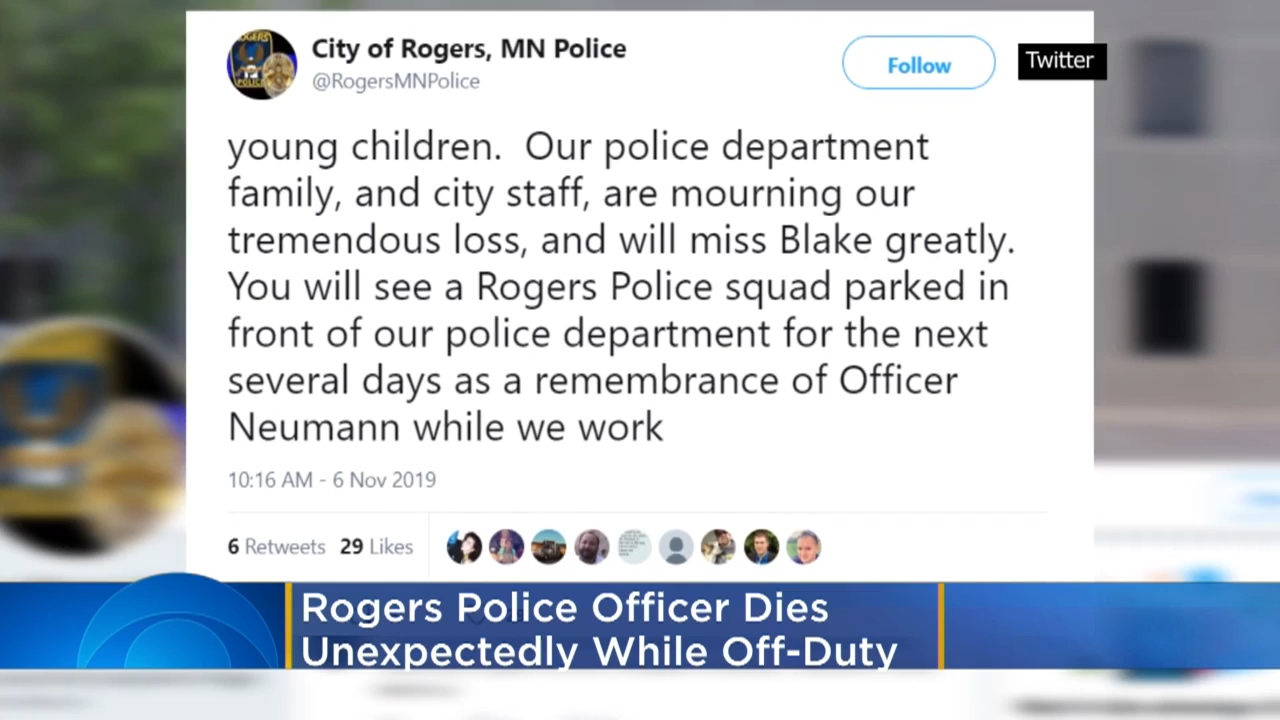 City of Rogers, MN Police
@RogersMNPolice
Follow
Twitter
young children. Our police department
family, and city staff, are mourning our
tremendous loss, and will miss Blake greatly.
You will see a Rogers Police squad parked in
front of our police department for the next
several days as a remembrance of Officer
Neumann while we work
10:16 AM - 6 Nov 2019
6 Retweets 29 Likes
Rogers Police Officer Dies
Unexpectedly While Off-Duty